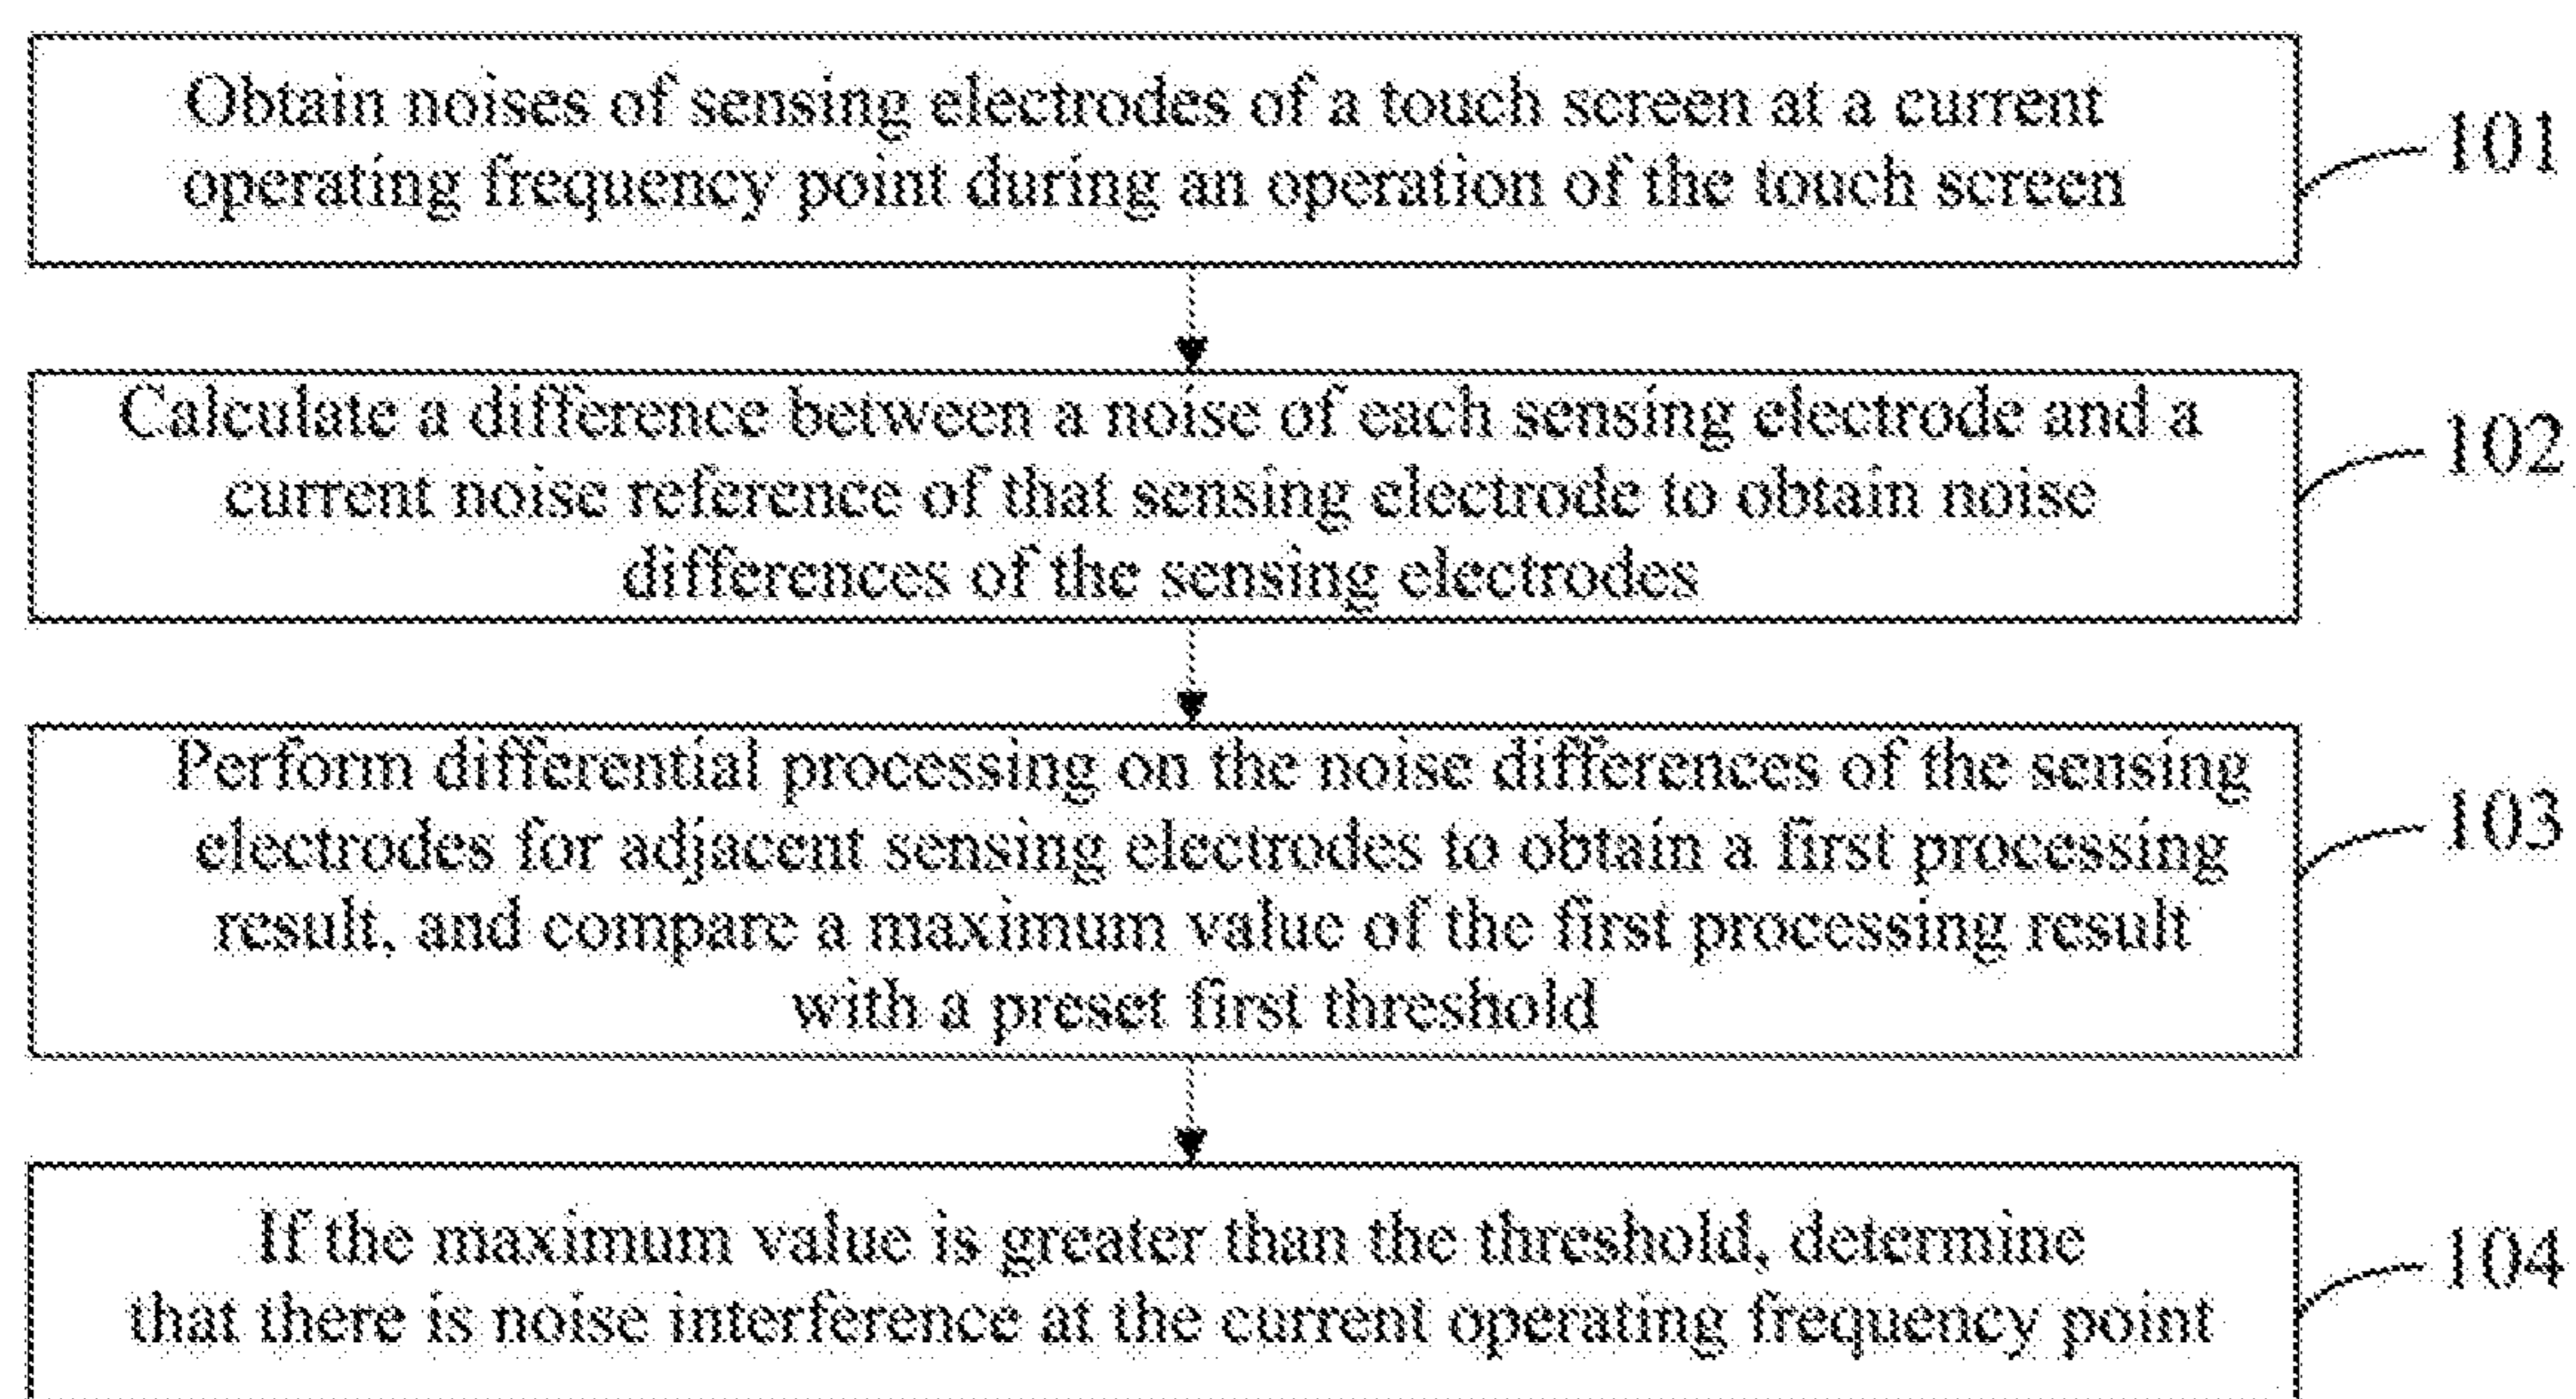 Obtain noises of sensing electrodes of a touch screen at a current
operating frequency point during an operation of the touch screen
101
Calculate a difference between a noise of each sensing electrode and a
current noise reference of that sensing electrode to obtain noise
differences of the sensing electrodes
102
Perform differential processing on the noise differences of the sensing
electrodes for adjacent sensing electrodes to obtain a first processing
result, and compare a maximum value of the first processing result
with a preset first threshold
103
If the maximum value is greater than the threshold, determine
that there is noise interference at the current operating frequency point
104